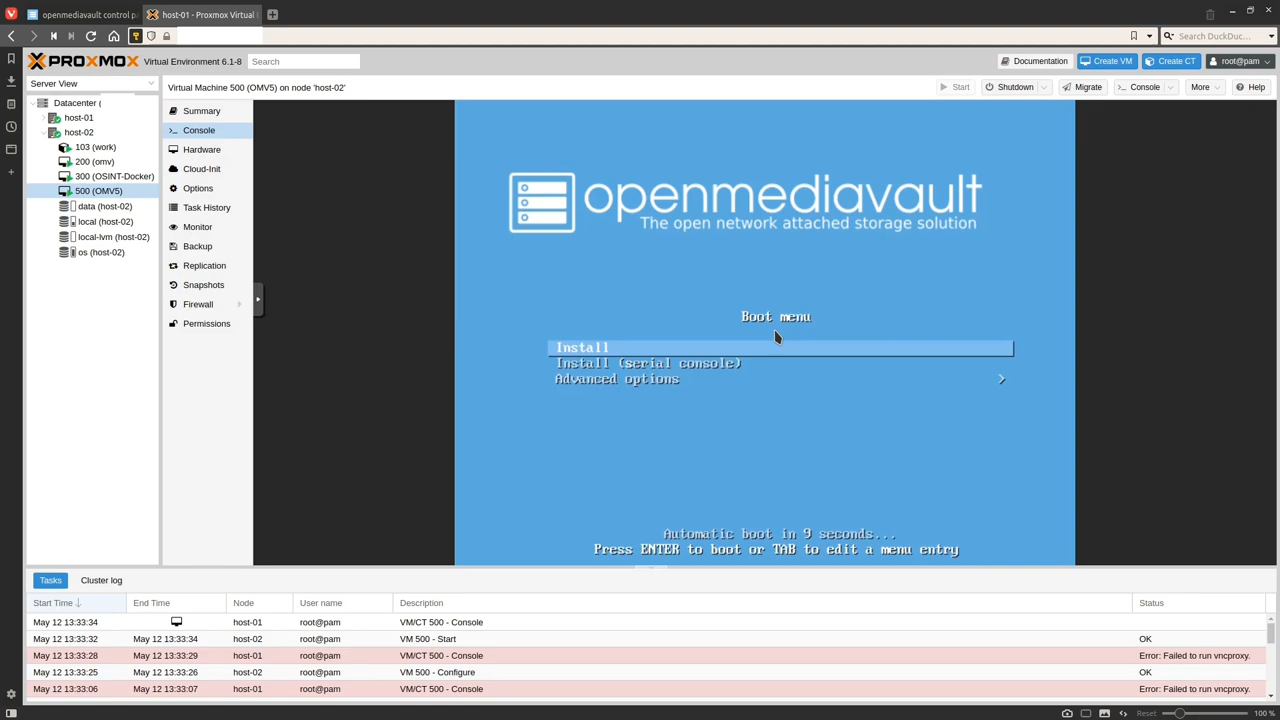 openmediavault control p
host-01 - Proxmox Virtual
Search DuckDuc...
PROXMOX Virtual Environment 6.1-8 Search Documentation Create VM Create CT root@pam
Server View
Virtual Machine 500 (OMV5) on node 'host-02' Start Shutdown Migrate Console More Help
Datacenter (
host-01
host-02
103 (work)
200 (omv)
300 (OSINT-Docker)
500 (OMV5)
data (host-02)
local (host-02)
local-lvm (host-02)
os (host-02)
Summary
Console
Hardware
Cloud-Init
Options
Task History
Monitor
Backup
Replication
Snapshots
Firewall
Permissions
openmediavault
The open network attached storage solution
Boot menu
Install
Install (serial console)
Advanced options >
Automatic boot in 9 seconds...
Press ENTER to boot or TAB to edit a menu entry
Tasks Cluster log
Start Time End Time Node User name Description Status
May 12 13:33:34 host-01 root@pam VM/CT 500 - Console
May 12 13:33:32 May 12 13:33:34 host-02 root@pam VM 500 - Start OK
May 12 13:33:28 May 12 13:33:29 host-01 root@pam VM/CT 500 - Console Error: Failed to run vncproxy.
May 12 13:33:25 May 12 13:33:26 host-02 root@pam VM 500 - Configure OK
May 12 13:33:06 May 12 13:33:07 host-01 root@pam VM/CT 500 - Console Error: Failed to run vncproxy.
Reset 100 %